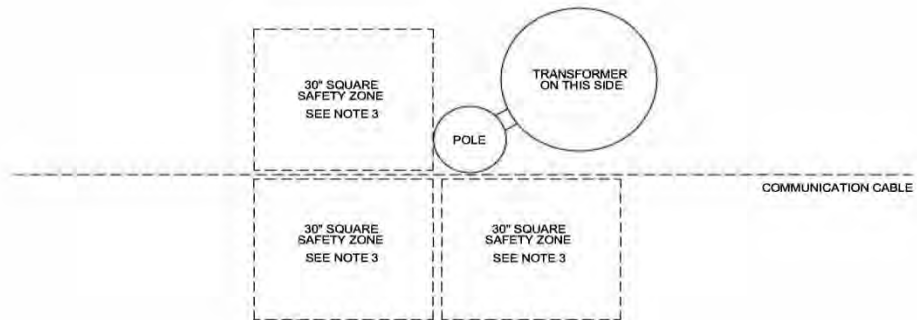 30" SQUARE
SAFETY ZONE
SEE NOTE 3
TRANSFORMER
ON THIS SIDE
POLE
COMMUNICATION CABLE
30" SQUARE
SAFETY ZONE
SEE NOTE 3
30" SQUARE
SAFETY ZONE
SEE NOTE 3